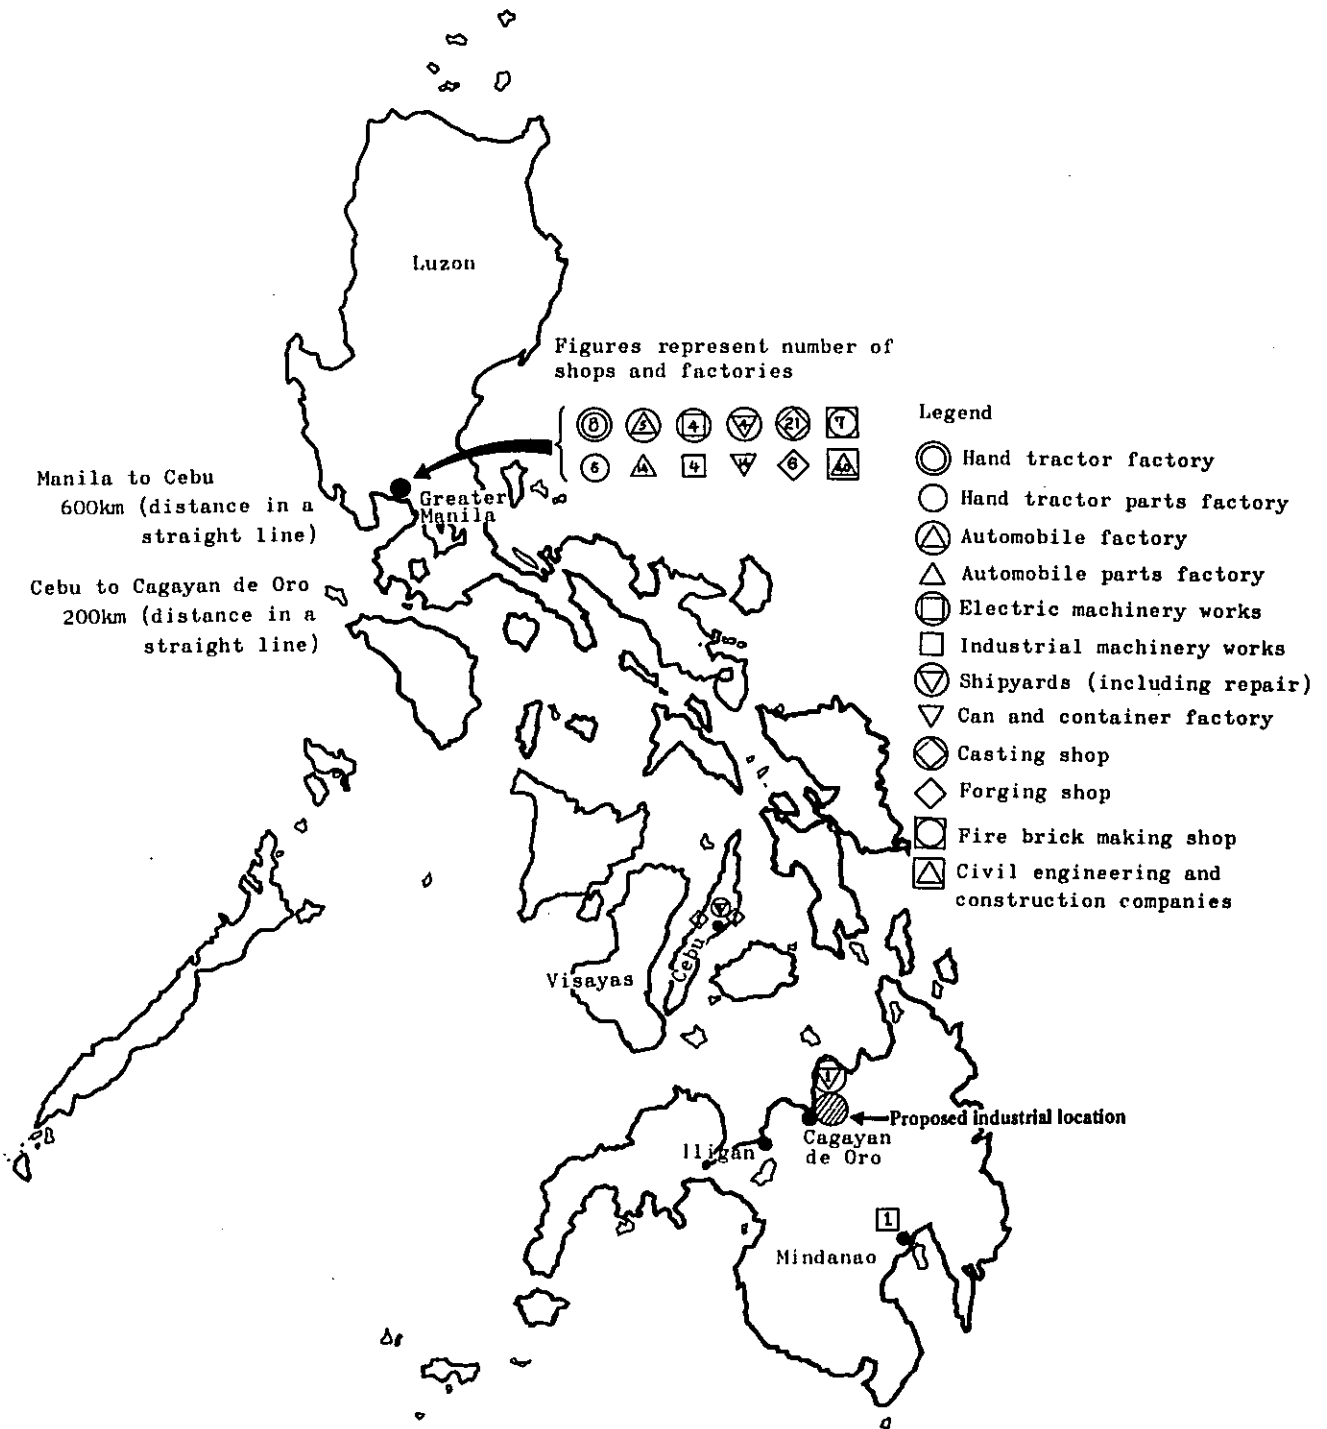 Luzon
Figures represent number of
shops and factories
5 4 4 21 7
6 14 4
Legend
Hand tractor factory
Hand tractor parts factory
Automobile factory
Automobile parts factory
Electric machinery works
Industrial machinery works
Shipyards (including repair)
Can and container factory
Casting shop
Forging shop
Fire brick making shop
Civil engineering and
construction companies
Manila to Cebu
600km (distance in a
straight line)
Cebu to Cagayan de Oro
200km (distance in a
straight line)
Greater
Manila
Visayas
Cebu
1
Proposed industrial location
Cagayan
de Oro
Iligan
1
Mindanao